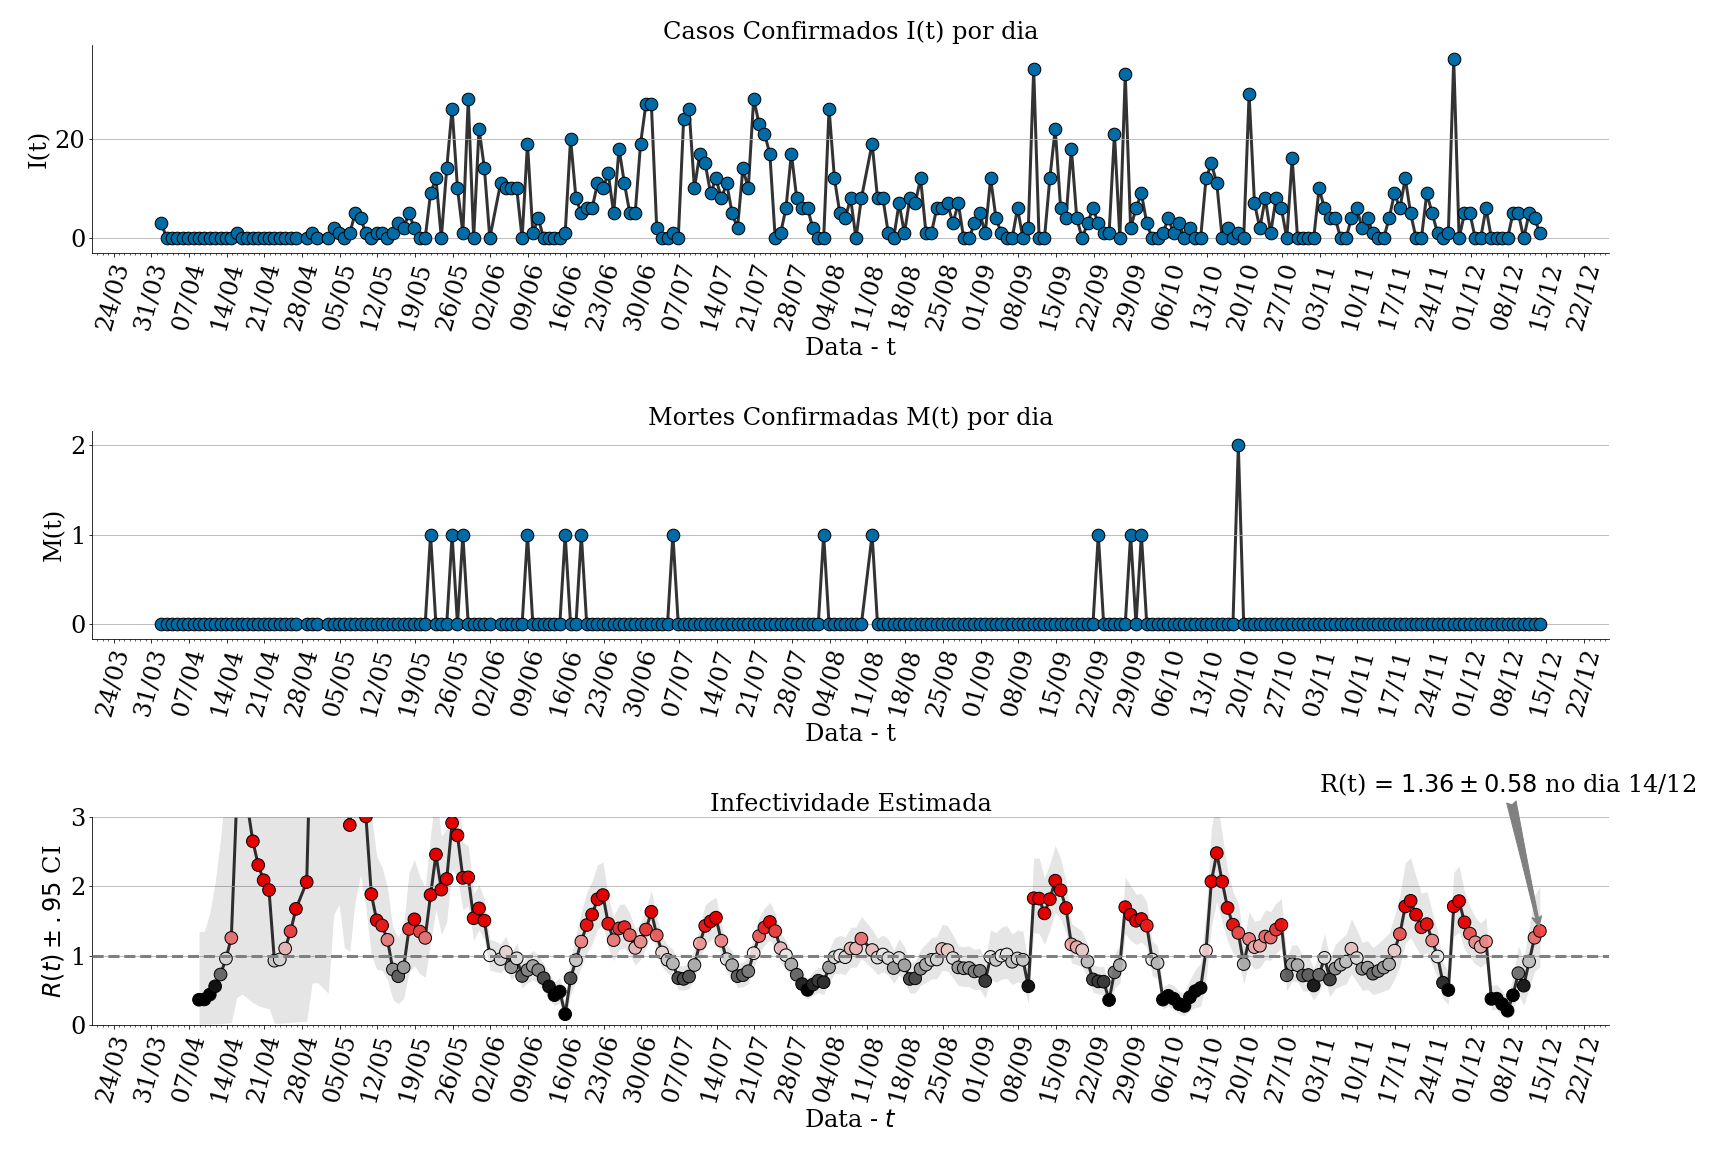 Casos Confirmados I(t) por dia
I(t)
20
0
24/03 31/03 07/04 14/04 21/04 28/04 05/05 12/05 19/05 26/05 02/06 09/06 16/06 23/06 30/06 07/07 14/07 21/07 28/07 04/08 11/08 18/08 25/08 01/09 08/09 15/09 22/09 29/09 06/10 13/10 20/10 27/10 03/11 10/11 17/11 24/11 01/12 08/12 15/12 22/12
Data - t
Mortes Confirmadas M(t) por dia
M(t)
2
1
0
24/03 31/03 07/04 14/04 21/04 28/04 05/05 12/05 19/05 26/05 02/06 09/06 16/06 23/06 30/06 07/07 14/07 21/07 28/07 04/08 11/08 18/08 25/08 01/09 08/09 15/09 22/09 29/09 06/10 13/10 20/10 27/10 03/11 10/11 17/11 24/11 01/12 08/12 15/12 22/12
Data - t
R(t) = 1.36 ± 0.58 no dia 14/12
Infectividade Estimada
R(t) ± .95 CI
3
2
1
0
24/03 31/03 07/04 14/04 21/04 28/04 05/05 12/05 19/05 26/05 02/06 09/06 16/06 23/06 30/06 07/07 14/07 21/07 28/07 04/08 11/08 18/08 25/08 01/09 08/09 15/09 22/09 29/09 06/10 13/10 20/10 27/10 03/11 10/11 17/11 24/11 01/12 08/12 15/12 22/12
Data - t